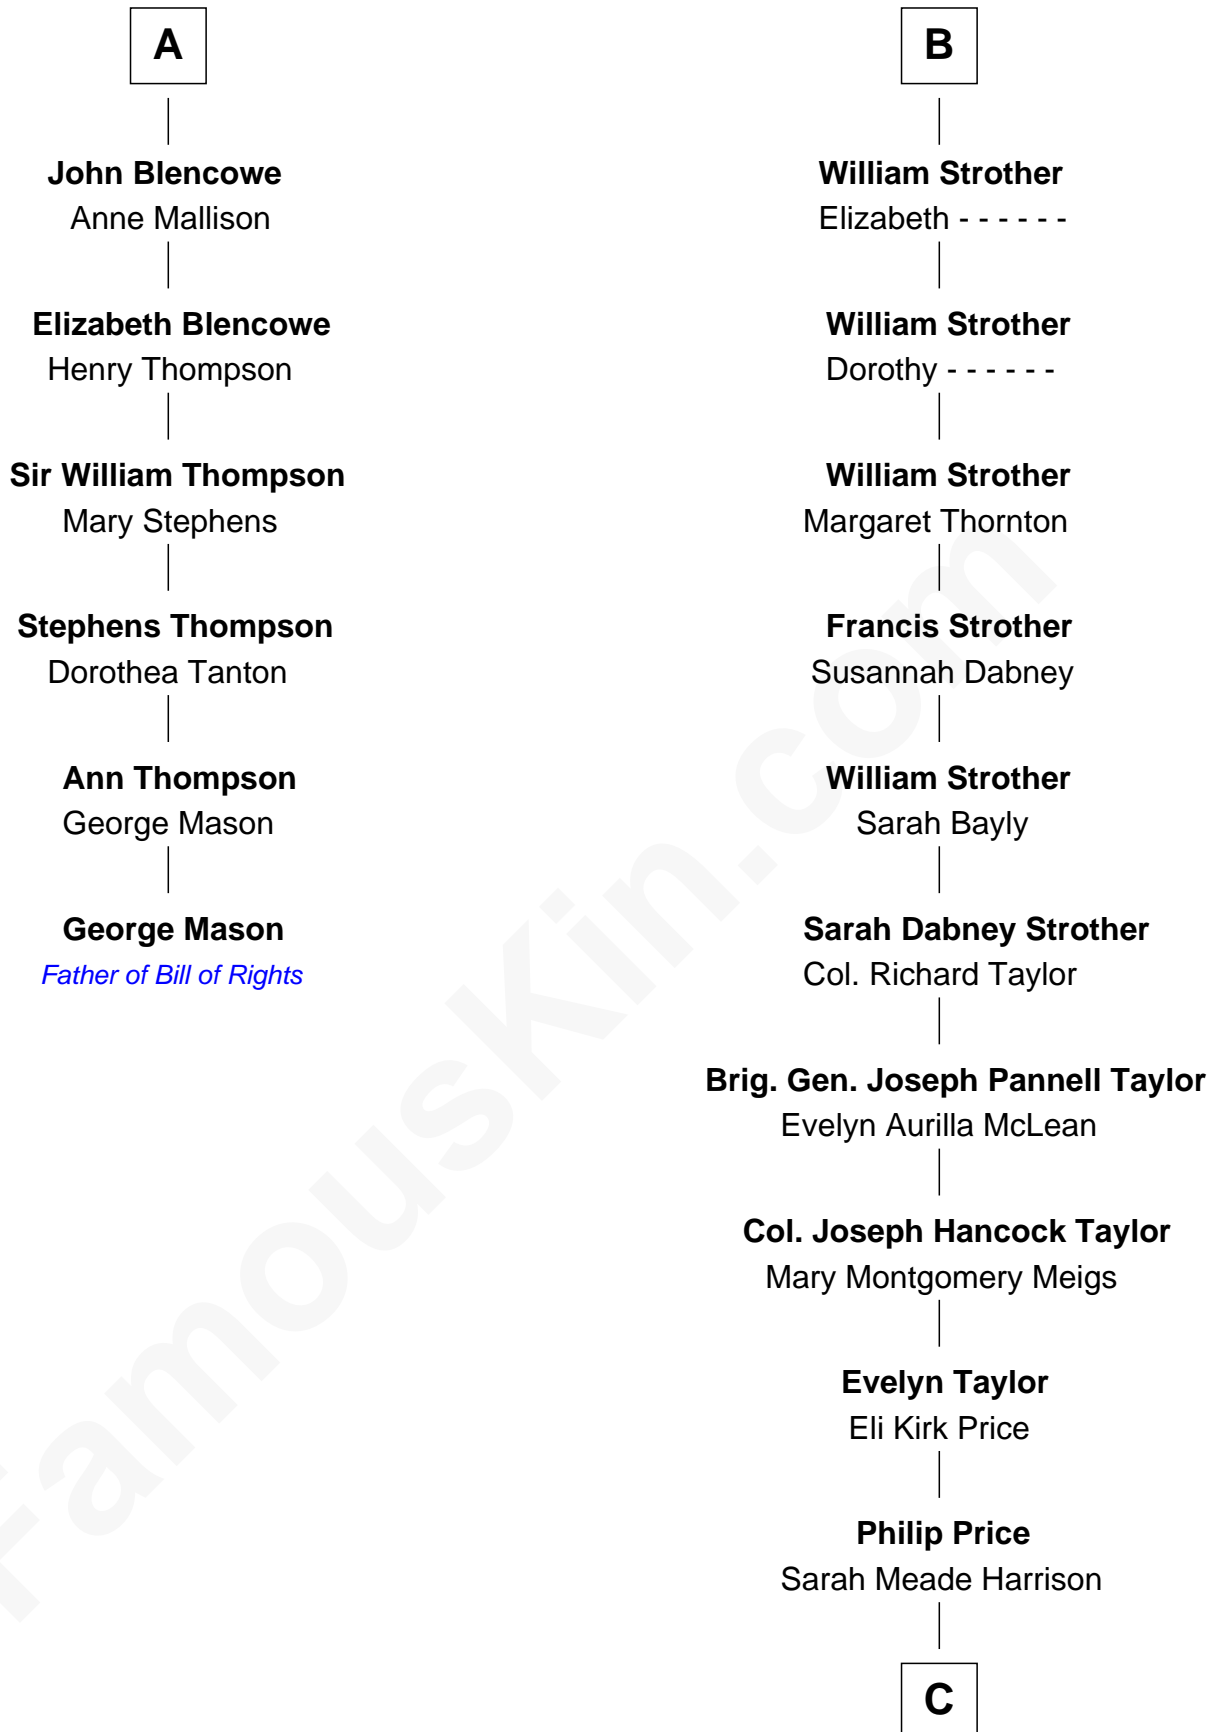 A
John Blencowe
Anne Mallison
Elizabeth Blencowe
Henry Thompson
Sir William Thompson
Mary Stephens
Stephens Thompson
Dorothea Tanton
Ann Thompson
George Mason
George Mason
Father of Bill of Rights
B
William Strother
Elizabeth - - - - - -
William Strother
Dorothy - - - - - -
William Strother
Margaret Thornton
Francis Strother
Susannah Dabney
William Strother
Sarah Bayly
Sarah Dabney Strother
Col. Richard Taylor
Brig. Gen. Joseph Pannell Taylor
Evelyn Aurilla McLean
Col. Joseph Hancock Taylor
Mary Montgomery Meigs
Evelyn Taylor
Eli Kirk Price
Philip Price
Sarah Meade Harrison
C
FamousKin.com